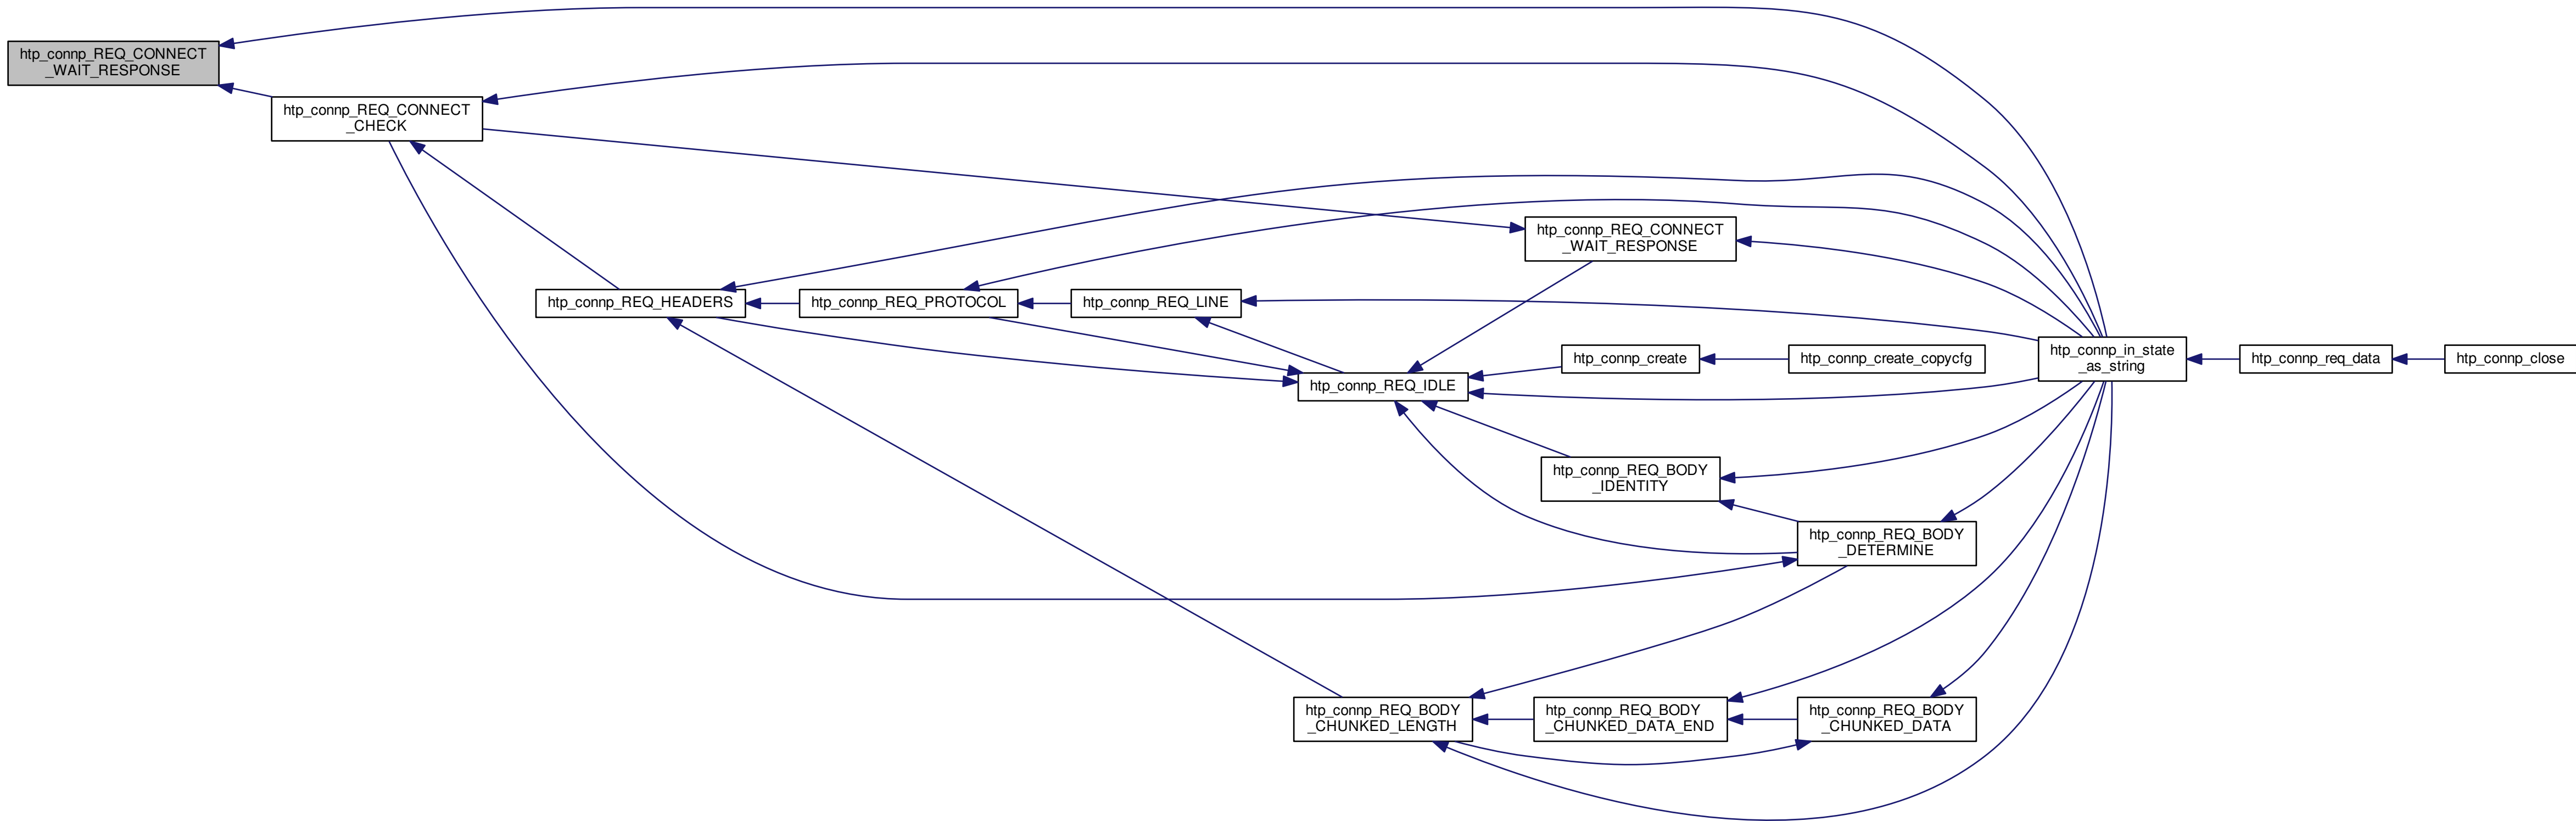 htp_connp_REQ_CONNECT
_WAIT_RESPONSE
htp_connp_REQ_CONNECT
_CHECK
htp_connp_REQ_CONNECT
_WAIT_RESPONSE
htp_connp_REQ_HEADERS
htp_connp_REQ_PROTOCOL
htp_connp_REQ_LINE
htp_connp_in_state
_as_string
htp_connp_req_data
htp_connp_close
htp_connp_create
htp_connp_create_copycfg
htp_connp_REQ_IDLE
htp_connp_REQ_BODY
_IDENTITY
htp_connp_REQ_BODY
_DETERMINE
htp_connp_REQ_BODY
_CHUNKED_LENGTH
htp_connp_REQ_BODY
_CHUNKED_DATA_END
htp_connp_REQ_BODY
_CHUNKED_DATA